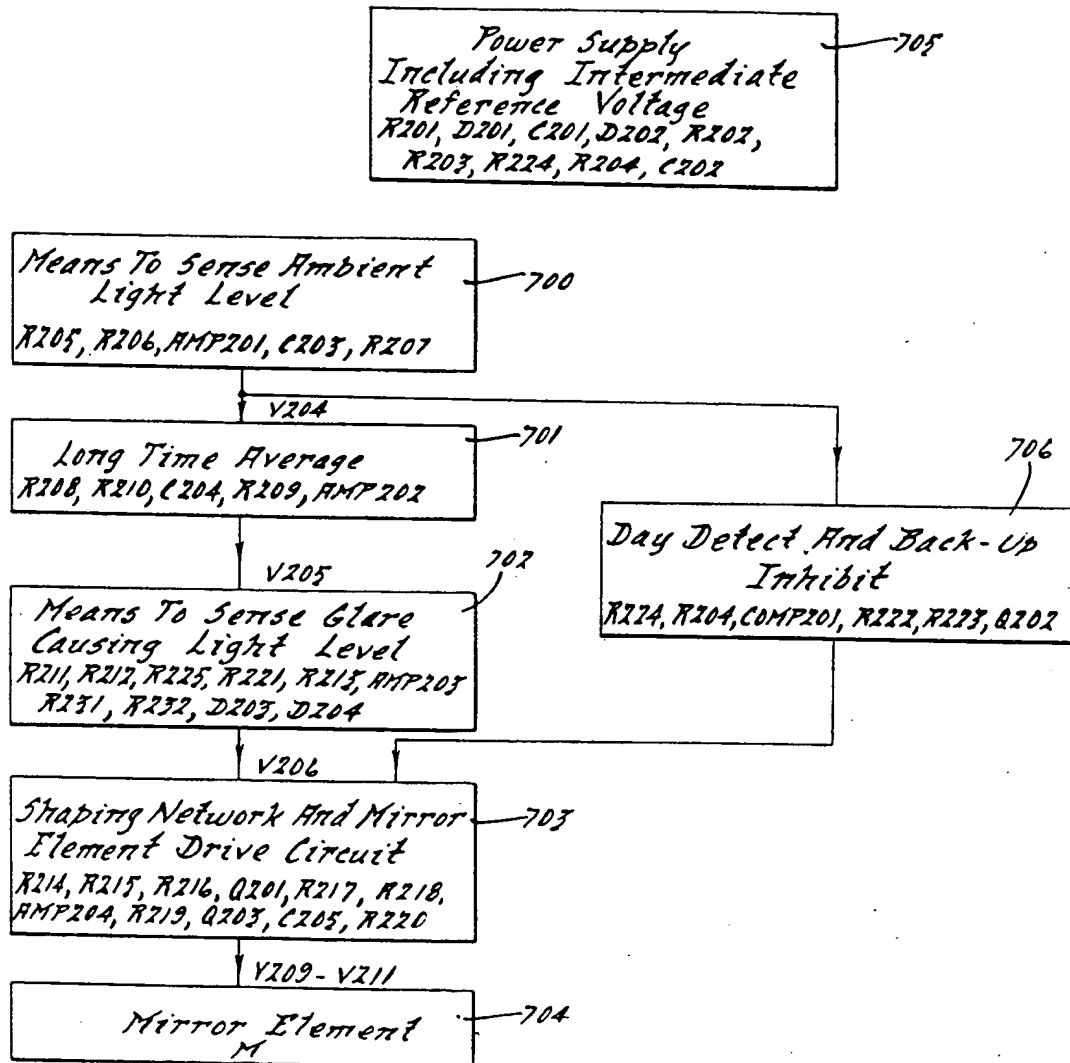 Power Supply
Including Intermediate
Reference Voltage
R201, D201, C201, D202, R202,
R203, R224, R204, C202
705
Means To Sense Ambient
Light Level
R205, R206, AMP201, C203, R207
700
V204
Long Time Average
R208, R210, C204, R209, AMP202
701
706
Day Detect And Back-Up
Inhibit
R224, R204, COMP201, R222, R223, Q202
V205
702
Means To Sense Glare
Causing Light Level
R211, R212, R225, R221, R213, AMP203
R231, R232, D203, D204
V206
Shaping Network And Mirror
Element Drive Circuit
R214, R215, R216, Q201, R217, R218,
AMP204, R219, Q203, C205, R220
703
V209-V211
Mirror Element
M
704